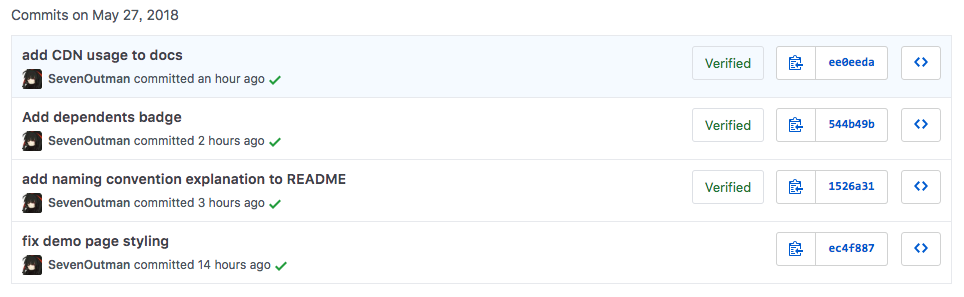 Commits on May 27, 2018
add CDN usage to docs
SevenOutman committed an hour ago
Verified
ee0eeda
Add dependents badge
SevenOutman committed 2 hours ago
Verified
544b49b
add naming convention explanation to README
SevenOutman committed 3 hours ago
Verified
1526a31
fix demo page styling
SevenOutman committed 14 hours ago
ec4f887